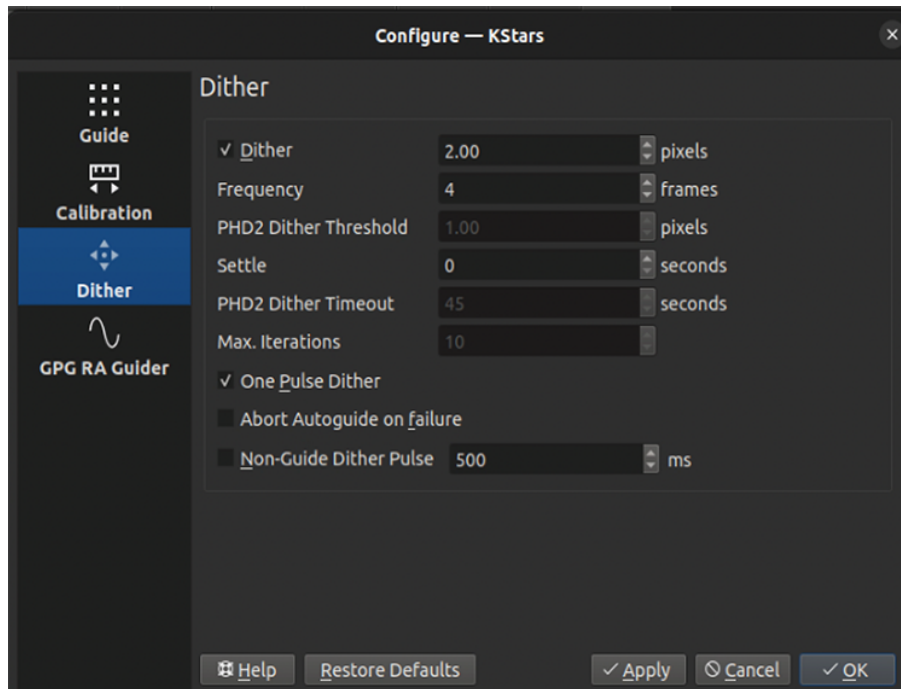 Configure — KStars
Guide
Calibration
Dither
GPG RA Guider
Dither
Dither 2.00 pixels
Frequency 4 frames
PHD2 Dither Threshold 1.00 pixels
Settle 0 seconds
PHD2 Dither Timeout 45 seconds
Max. Iterations 10
One Pulse Dither
Abort Autoguide on failure
Non-Guide Dither Pulse 500 ms
Help Restore Defaults Apply Cancel OK